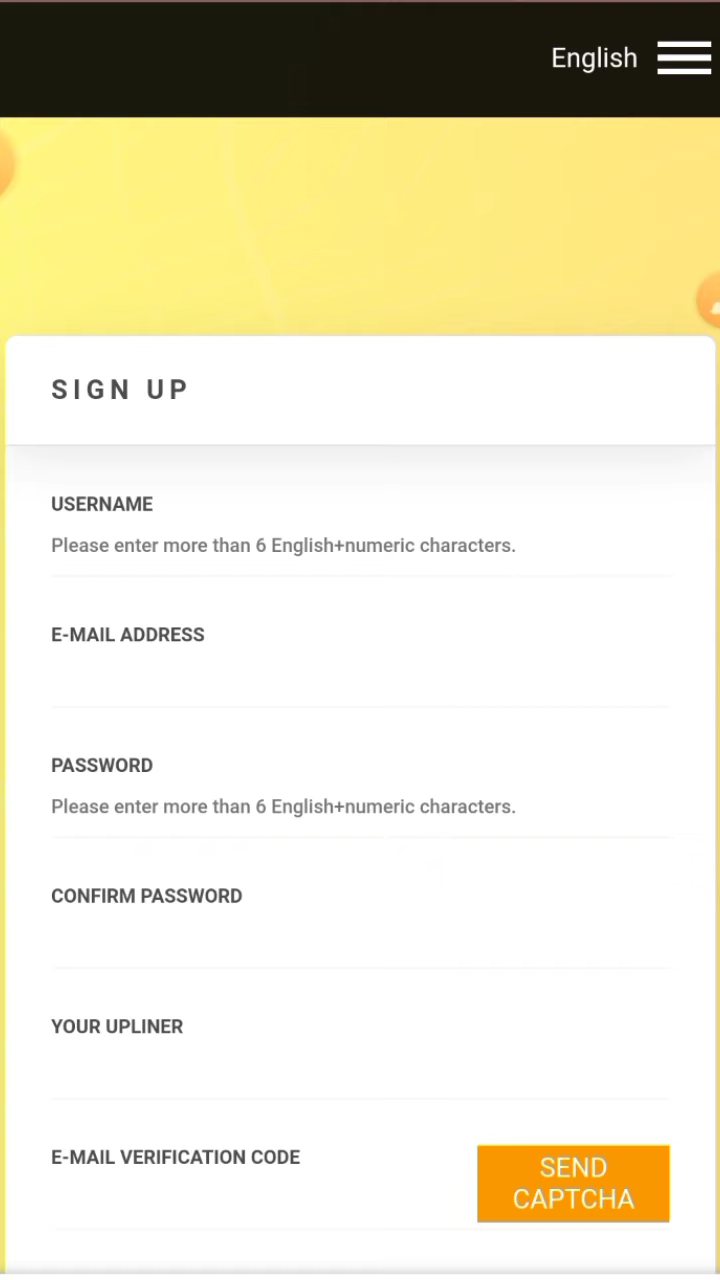 English
SIGN UP
USERNAME
Please enter more than 6 English+numeric characters.
E-MAIL ADDRESS
PASSWORD
Please enter more than 6 English+numeric characters.
CONFIRM PASSWORD
YOUR UPLINER
E-MAIL VERIFICATION CODE
SEND
CAPTCHA